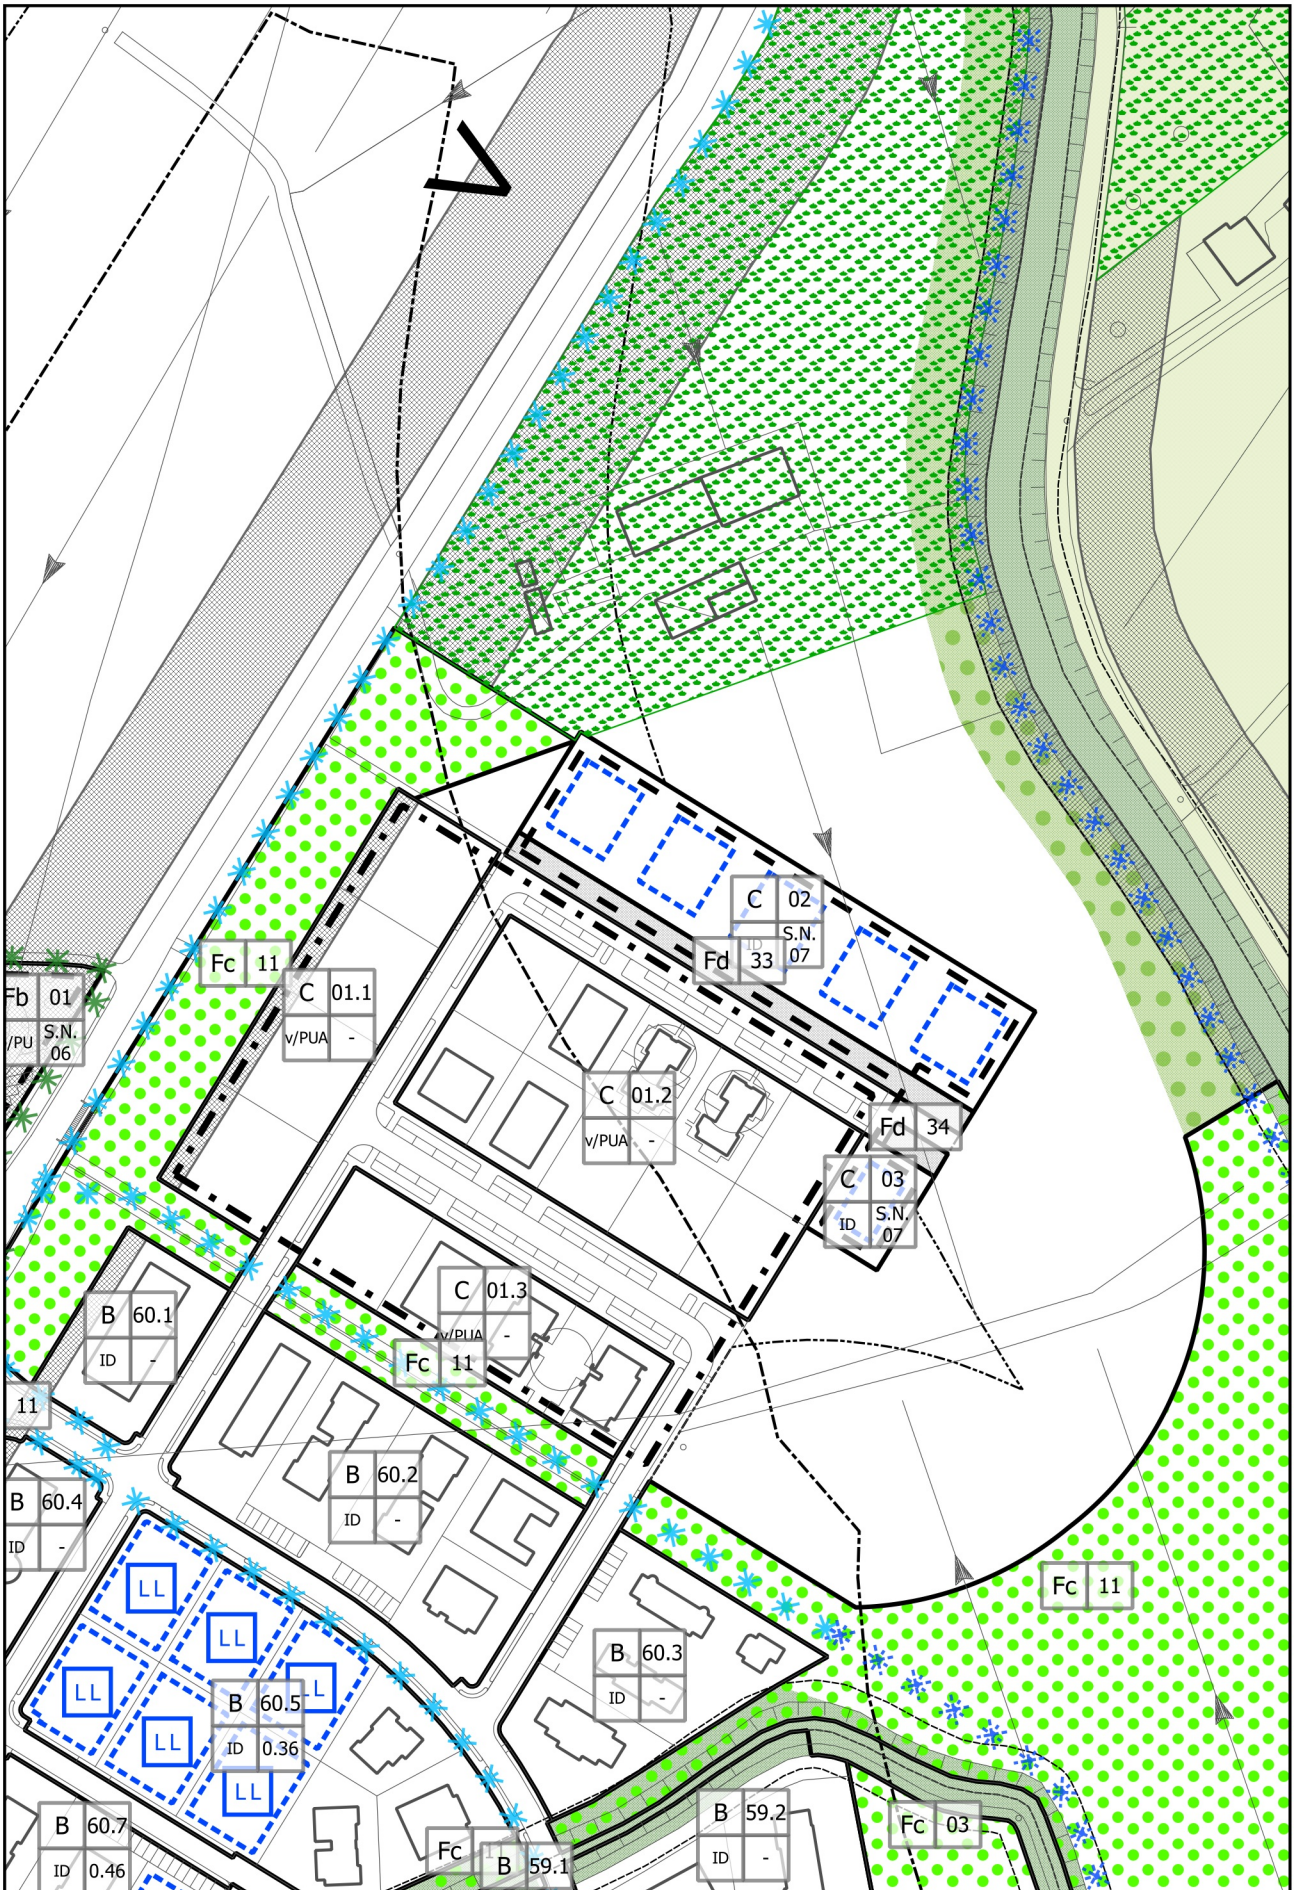 V
C 02
ID S.N. 07
Fd 33
Fc 11
C 01.1
v/PUA -
Fb 01
/PU S.N. 06
C 01.2
v/PUA -
Fd 34
C 03
ID S.N. 07
C 01.3
v/PUA -
Fc 11
B 60.1
ID -
11
B 60.2
ID -
B 60.4
ID -
Fc 11
LL
LL
LL
LL
LL
LL
B 60.5
ID 0.36
B 60.3
ID -
B 60.7
ID 0.46
B 59.2
ID -
Fc 03
Fc
B 59.1